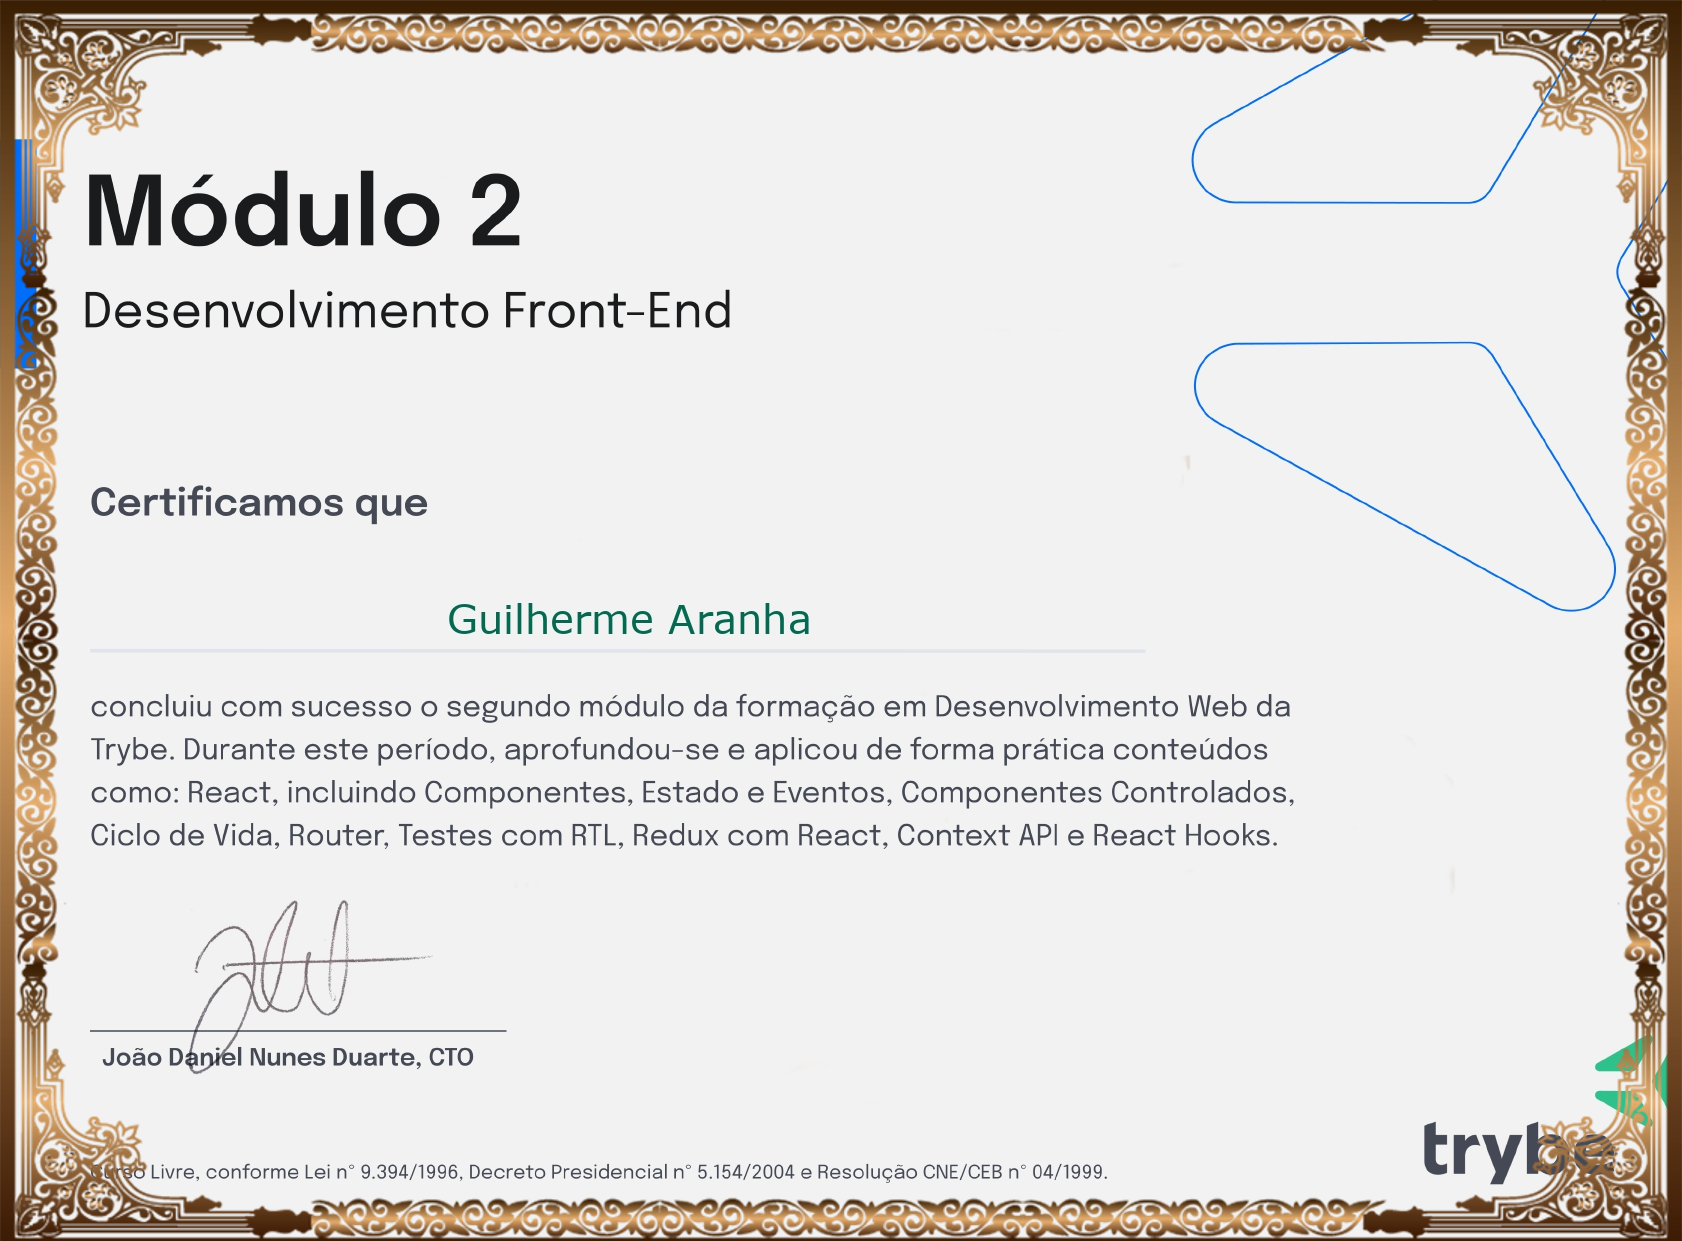 Módulo 2
Desenvolvimento Front-End
Certificamos que
Guilherme Aranha
concluiu com sucesso o segundo módulo da formação em Desenvolvimento Web da
Trybe. Durante este período, aprofundou-se e aplicou de forma prática conteúdos
como: React, incluindo Componentes, Estado e Eventos, Componentes Controlados,
Ciclo de Vida, Router, Testes com RTL, Redux com React, Context API e React Hooks.
João Daniel Nunes Duarte, CTO
trybe
Curso Livre, conforme Lei n° 9.394/1996, Decreto Presidencial n° 5.154/2004 e Resolução CNE/CEB n° 04/1999.